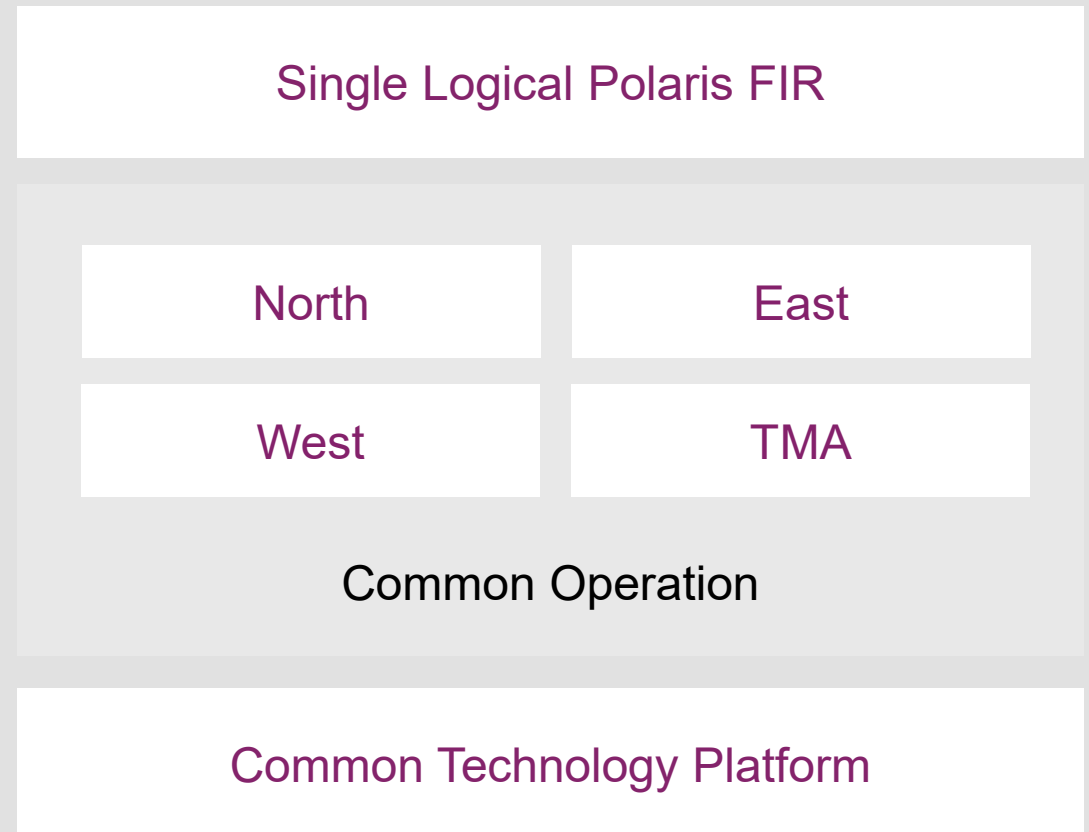 Single Logical Polaris FIR
North
East
West
TMA
Common Operation
Common Technology Platform